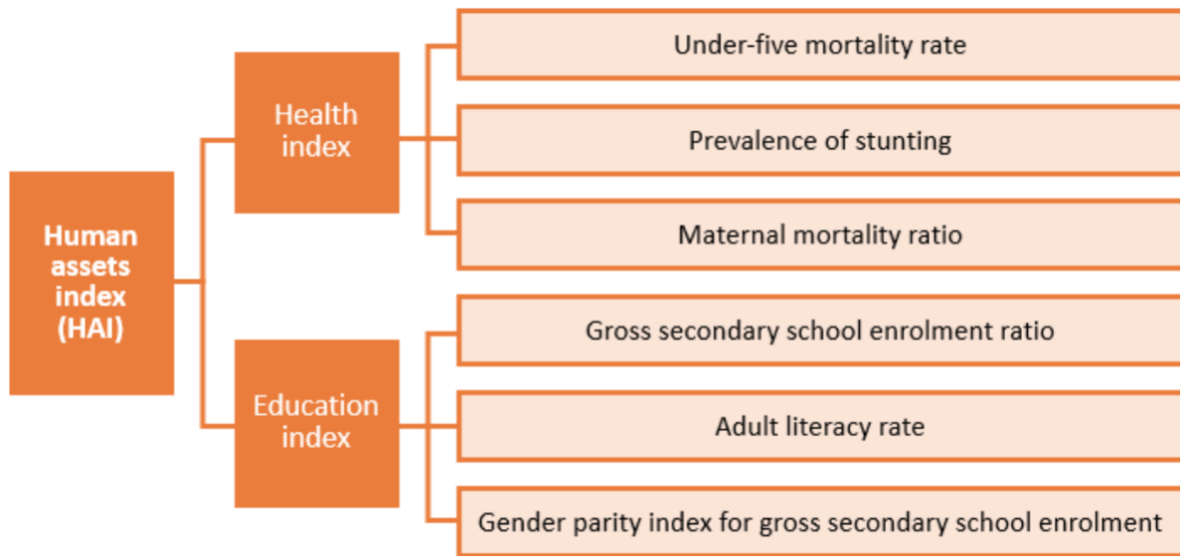 Human
assets
index
(HAI)
Health
index
Under-five mortality rate
Prevalence of stunting
Maternal mortality ratio
Education
index
Gross secondary school enrolment ratio
Adult literacy rate
Gender parity index for gross secondary school enrolment